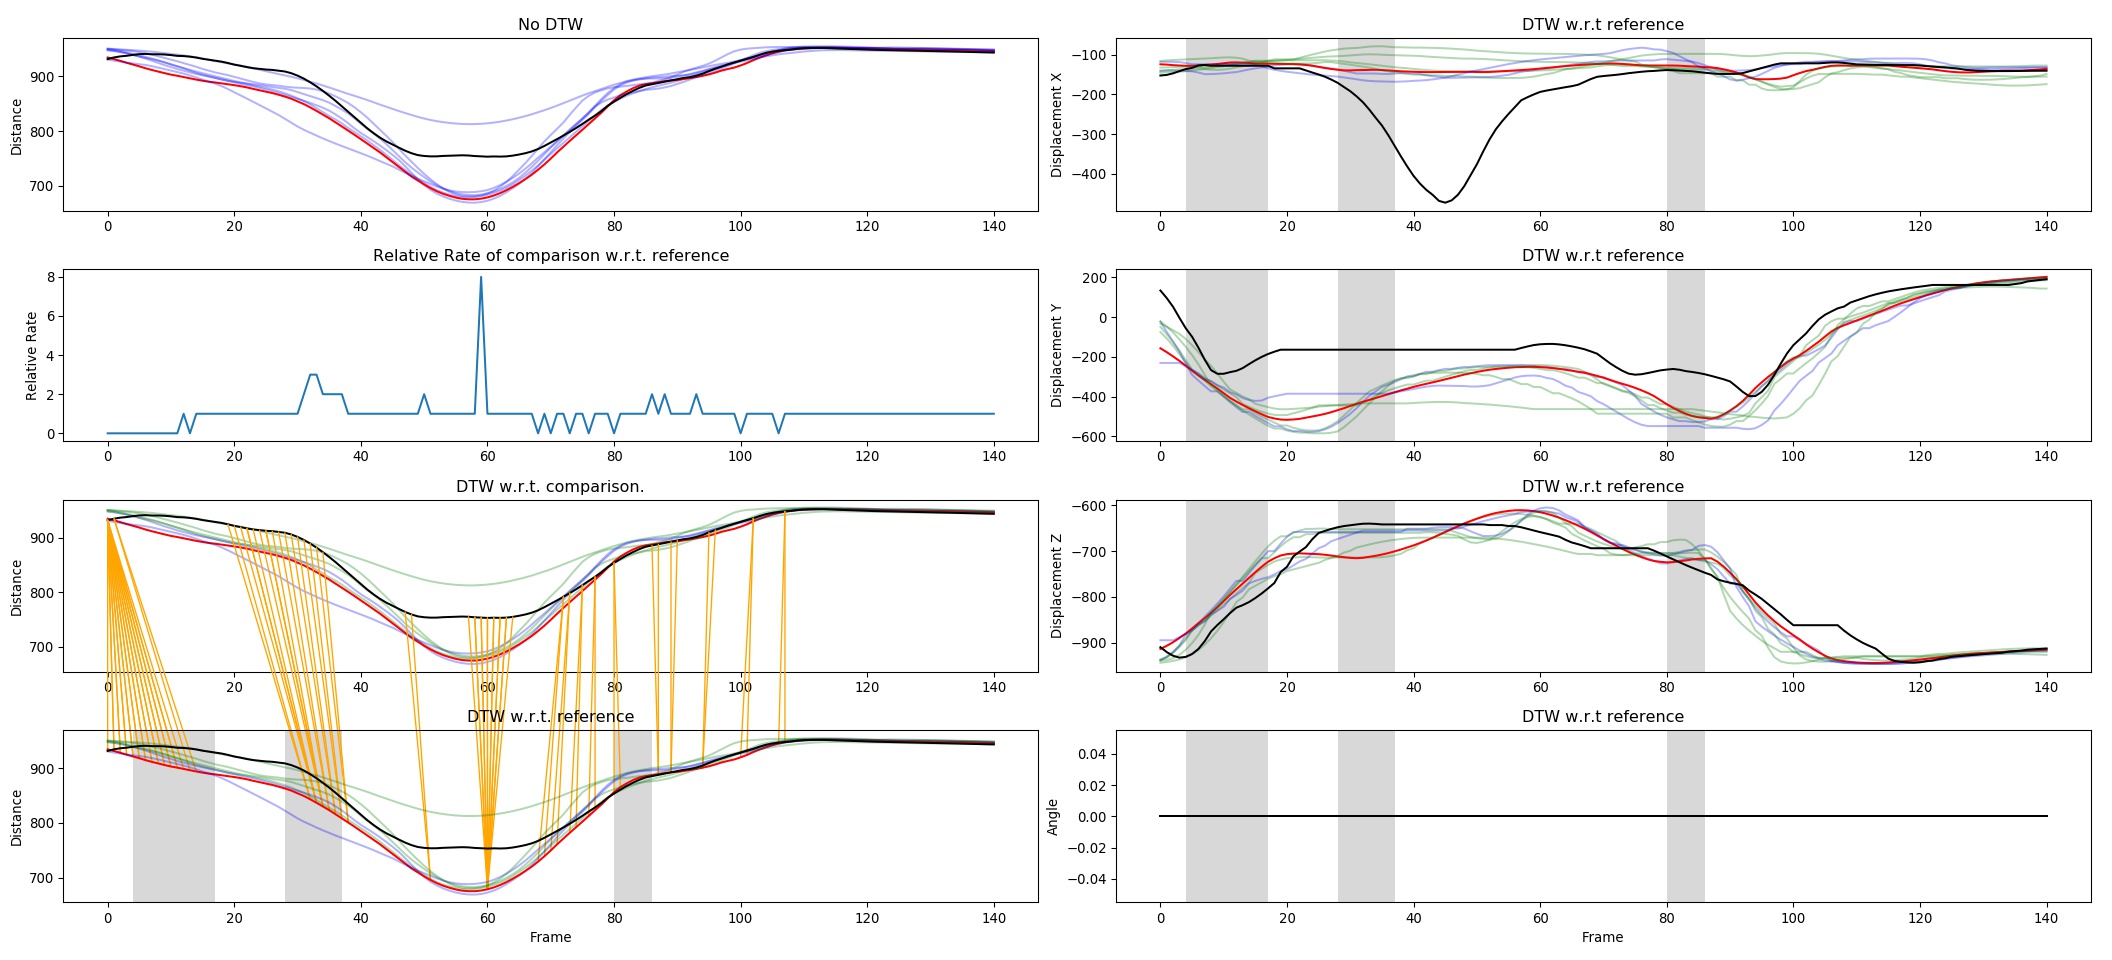 No DTW
Distance
900
800
700
0 20 40 60 80 100 120 140
Relative Rate of comparison w.r.t. reference
Relative Rate
8
6
4
2
0
0 20 40 60 80 100 120 140
DTW w.r.t. comparison.
Distance
900
800
700
0 20 40 60 80 100 120 140
DTW w.r.t. reference
Distance
900
800
700
0 20 40 60 80 100 120 140
Frame
DTW w.r.t reference
Displacement X
−100
−200
−300
−400
0 20 40 60 80 100 120 140
DTW w.r.t reference
Displacement Y
200
0
−200
−400
−600
0 20 40 60 80 100 120 140
DTW w.r.t reference
Displacement Z
−600
−700
−800
−900
0 20 40 60 80 100 120 140
DTW w.r.t reference
Angle
0.04
0.02
0.00
−0.02
−0.04
0 20 40 60 80 100 120 140
Frame